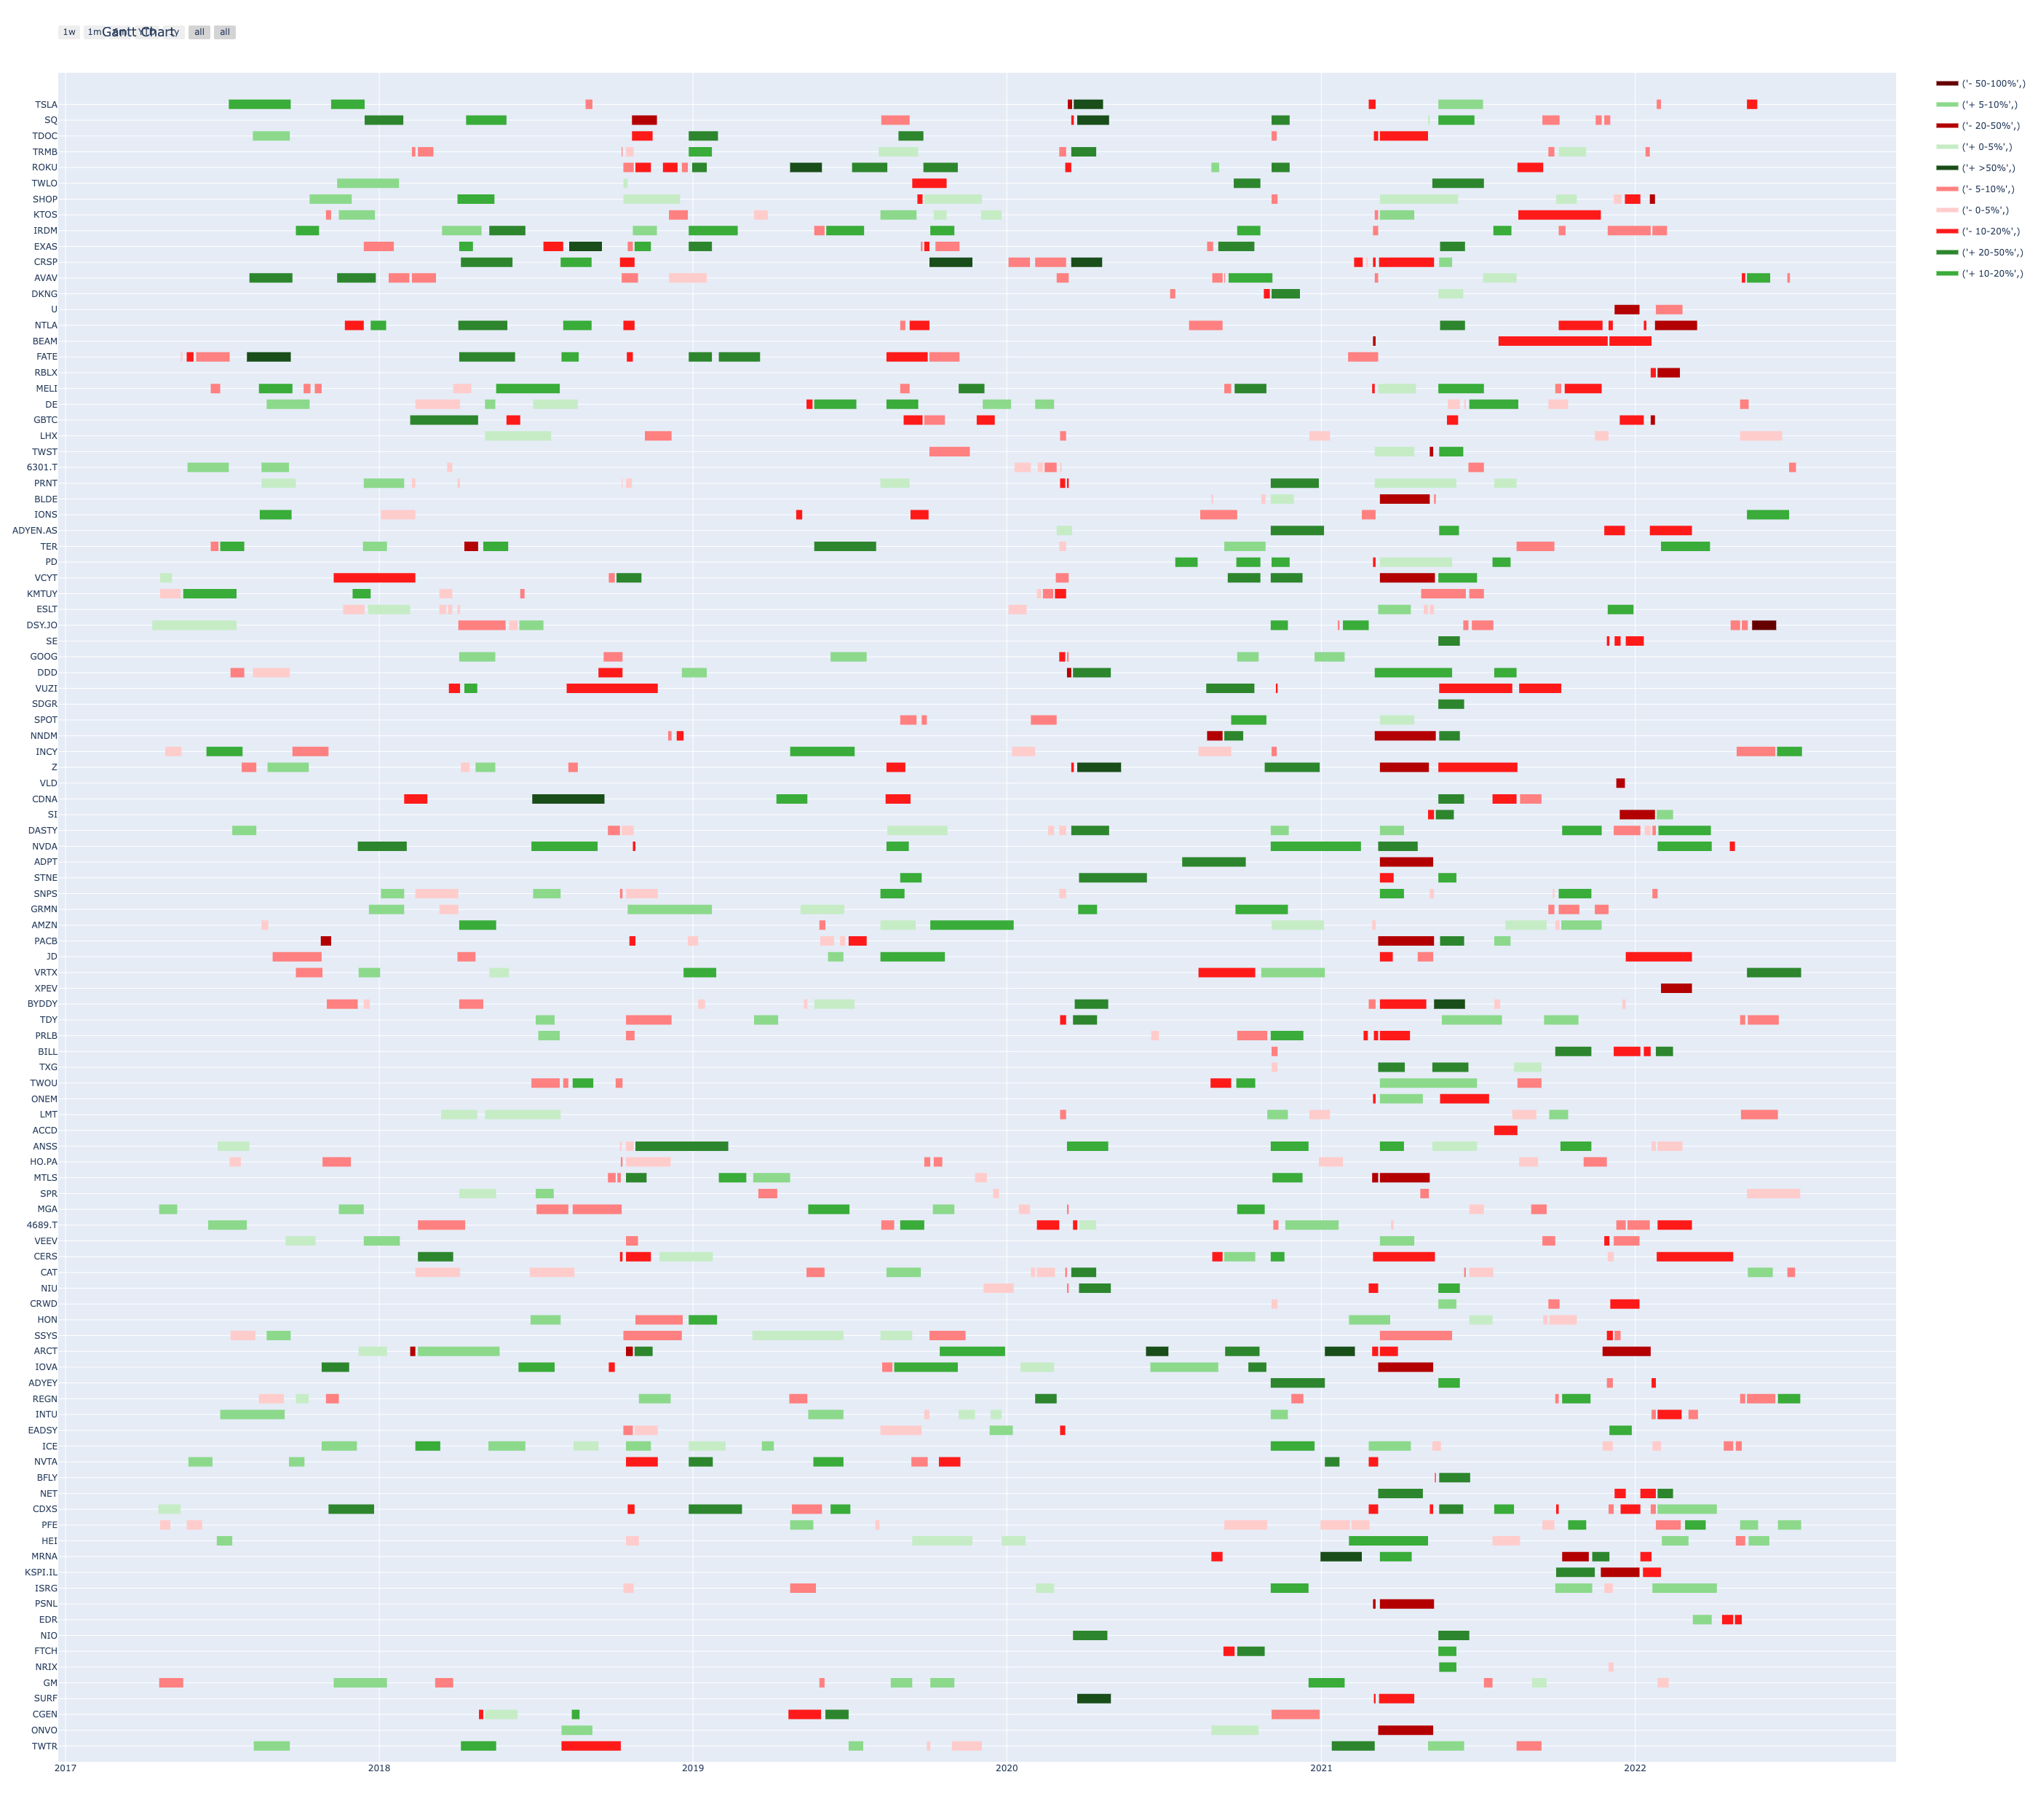 1w 1m 6m YTD 1y all all
Gantt Chart
TSLA
SQ
TDOC
TRMB
ROKU
TWLO
SHOP
KTOS
IRDM
EXAS
CRSP
AVAV
DKNG
U
NTLA
BEAM
FATE
RBLX
MELI
DE
GBTC
LHX
TWST
6301.T
PRNT
BLDE
IONS
ADYEN.AS
TER
PD
VCYT
KMTUY
ESLT
DSY.JO
SE
GOOG
DDD
VUZI
SDGR
SPOT
NNDM
INCY
Z
VLD
CDNA
SI
DASTY
NVDA
ADPT
STNE
SNPS
GRMN
AMZN
PACB
JD
VRTX
XPEV
BYDDY
TDY
PRLB
BILL
TXG
TWOU
ONEM
LMT
ACCD
ANSS
HO.PA
MTLS
SPR
MGA
4689.T
VEEV
CERS
CAT
NIU
CRWD
HON
SSYS
ARCT
IOVA
ADYEY
REGN
INTU
EADSY
ICE
NVTA
BFLY
NET
CDXS
PFE
HEI
MRNA
KSPI.IL
ISRG
PSNL
EDR
NIO
FTCH
NRIX
GM
SURF
CGEN
ONVO
TWTR
2017 2018 2019 2020 2021 2022
('- 50-100%',)
('+ 5-10%',)
('- 20-50%',)
('+ 0-5%',)
('+ >50%',)
('- 5-10%',)
('- 0-5%',)
('- 10-20%',)
('+ 20-50%',)
('+ 10-20%',)